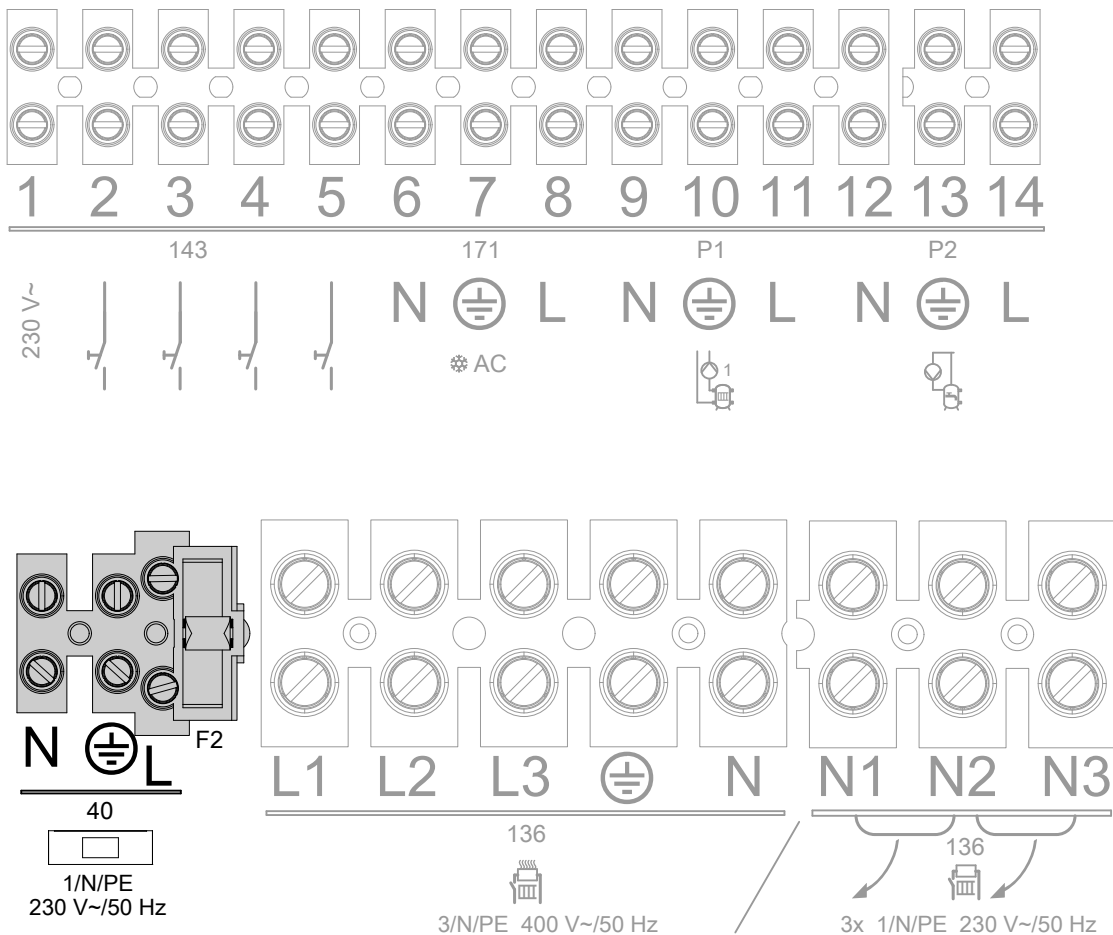 1 2 3 4 5 6 7 8 9 10 11 12 13 14
143 171 P1 P2
230 V~ N L N L N L
AC 1
F2
N L L1 L2 L3 N N1 N2 N3
40
136 136
1/N/PE
230 V~/50 Hz
3/N/PE 400 V~/50 Hz
3x 1/N/PE 230 V~/50 Hz